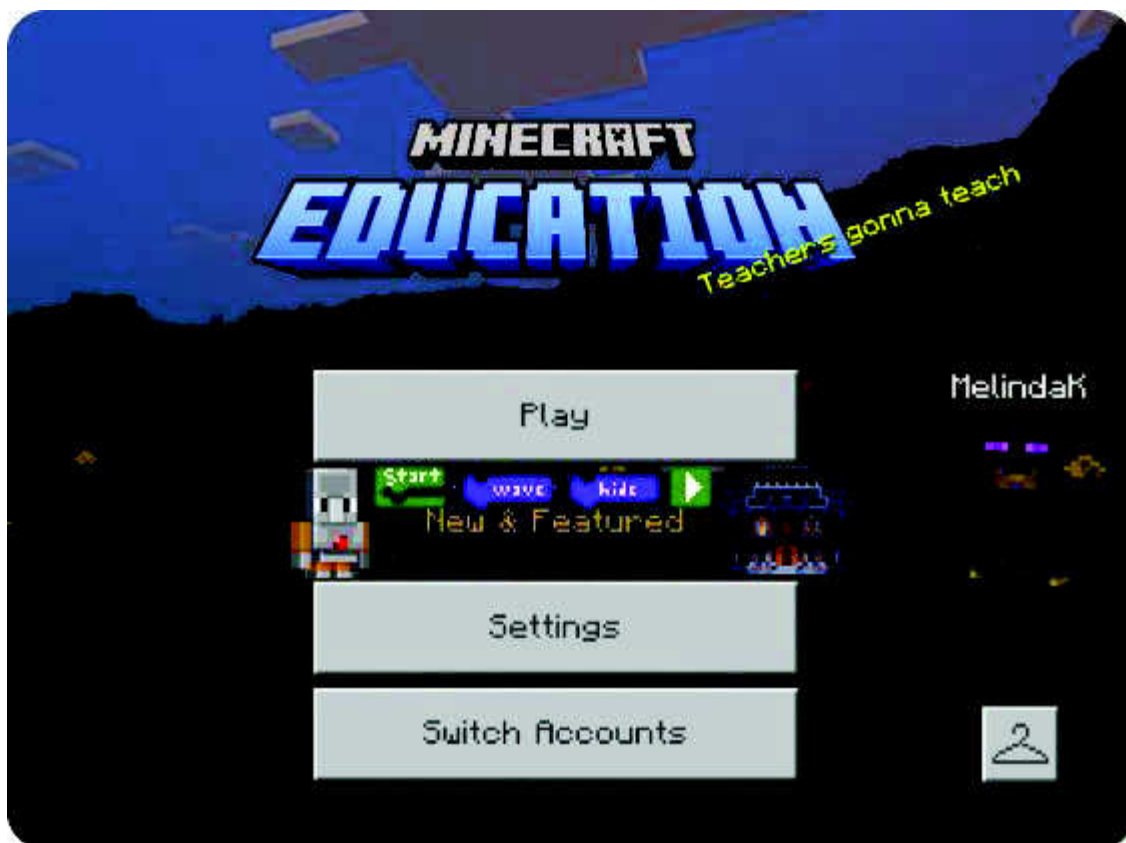 MINECRAFT
EDUCATION
Teachers gonna teach
Play
MelindaK
Start
wave
hide
New & Featured
Settings
Switch Accounts